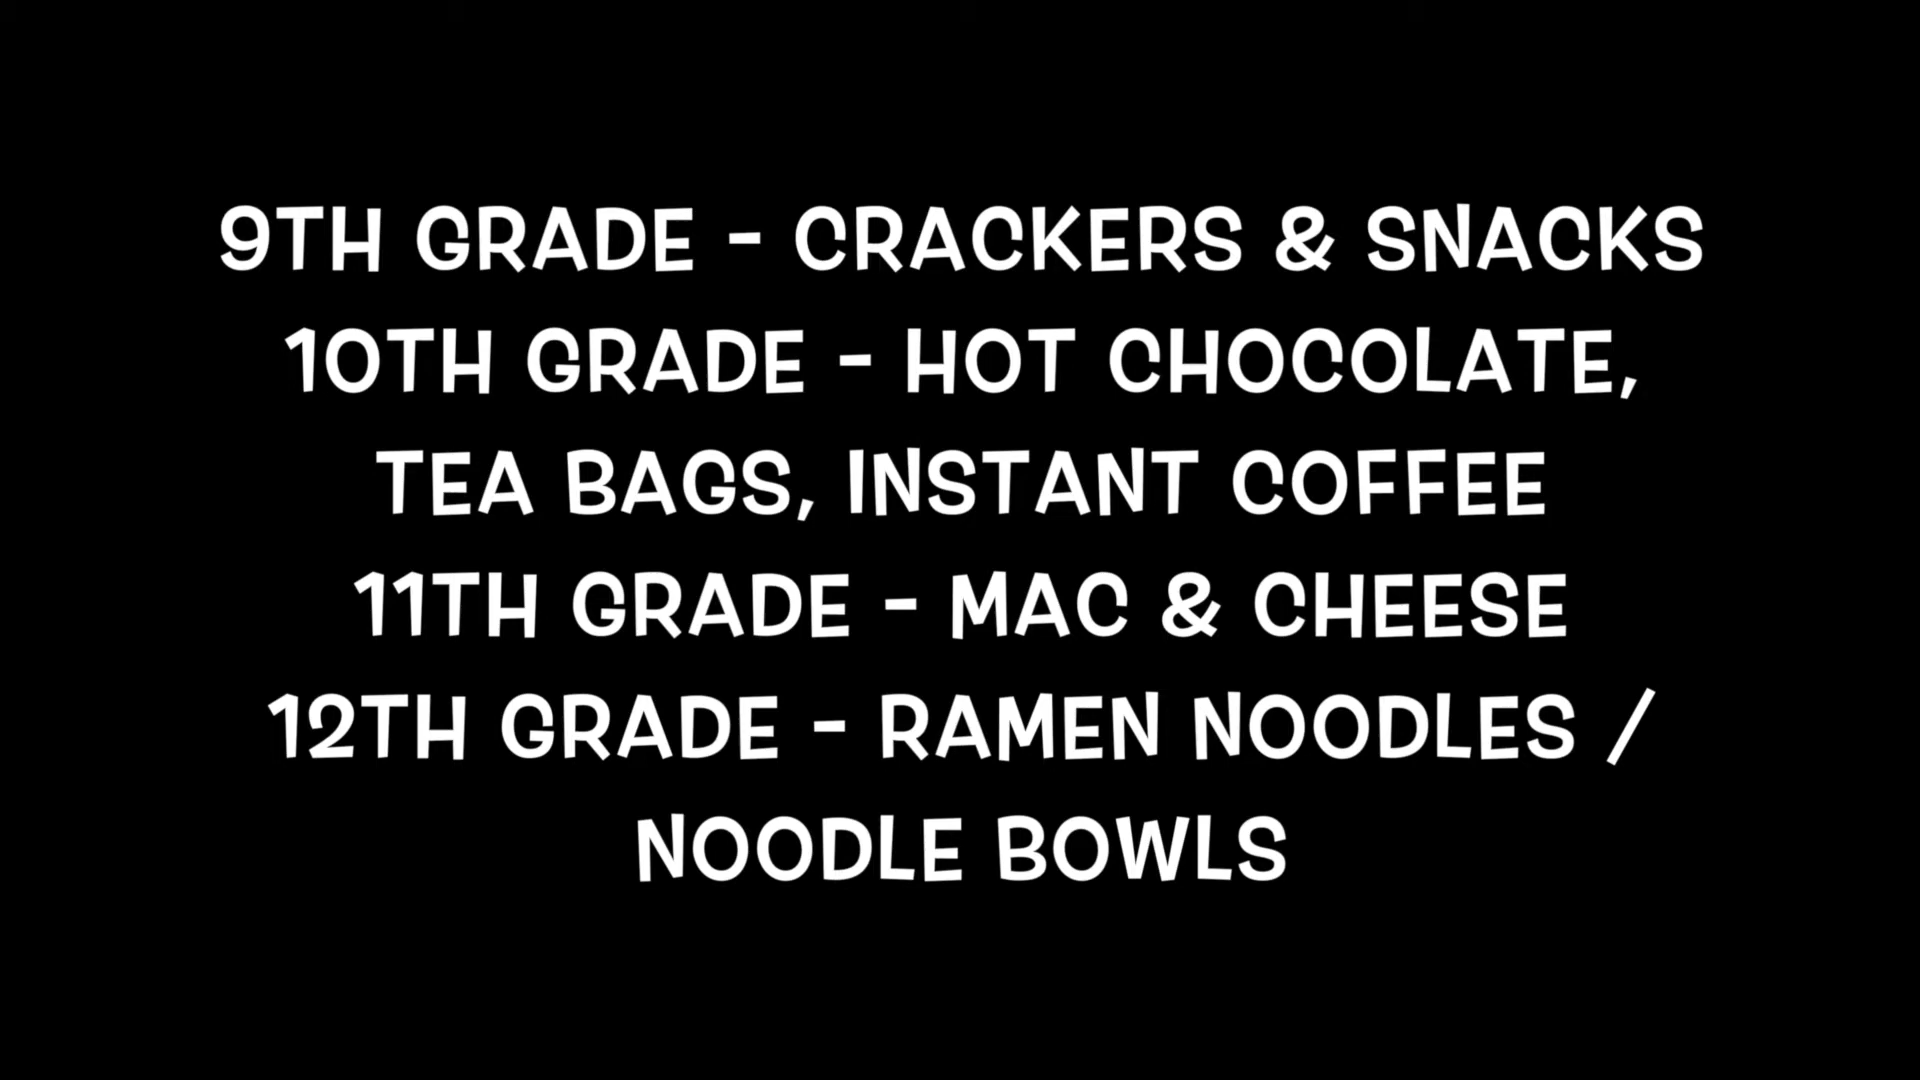 9TH GRADE - CRACKERS & SNACKS
10TH GRADE - HOT CHOCOLATE,
TEA BAGS, INSTANT COFFEE
11TH GRADE - MAC & CHEESE
12TH GRADE - RAMEN NOODLES /
NOODLE BOWLS